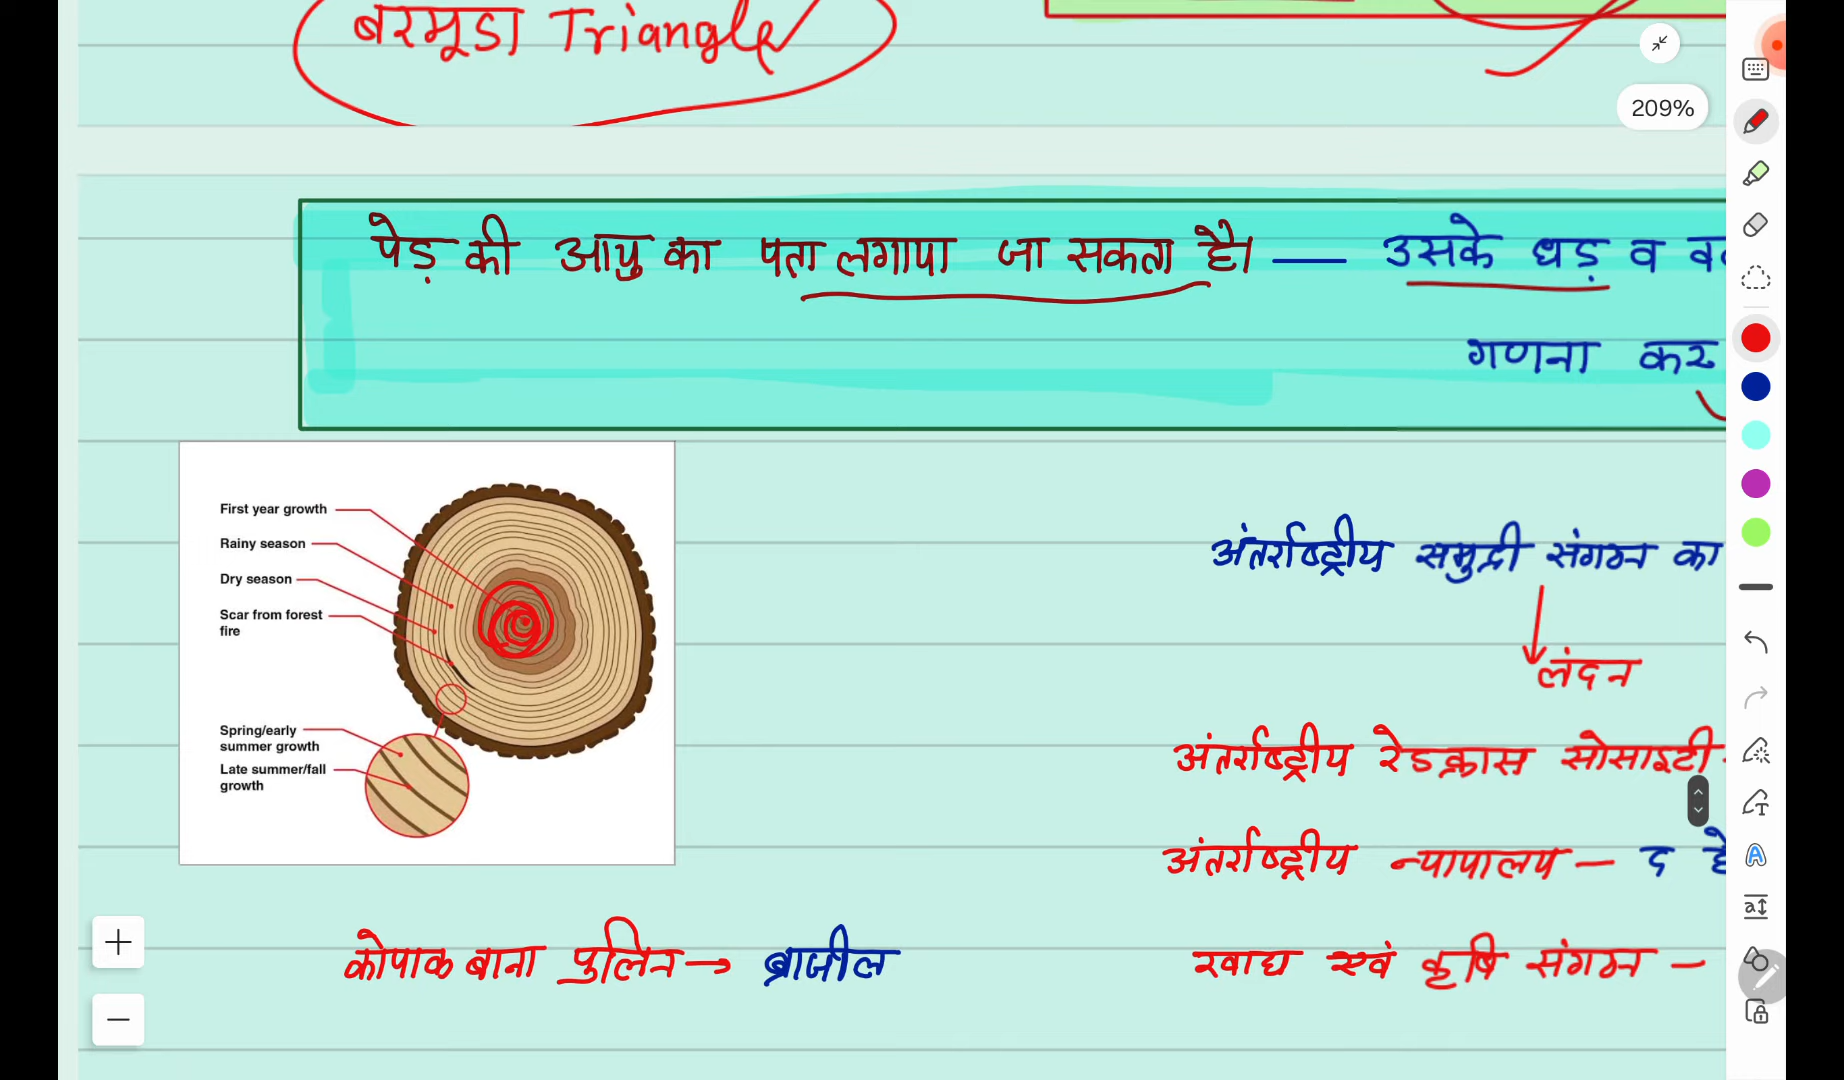 बरमूडा Triangle
209%
पेड़ की आयु का पता लगाया जा सकता है। — उसके धड़ व
गणना कर
First year growth
Rainy season
Dry season
Scar from forest
fire
Spring/early
summer growth
Late summer/fall
growth
अंतर्राष्ट्रीय समुद्री संगठन का
लंदन
अंतर्राष्ट्रीय रेडक्रास सोसाइटी-
अंतर्राष्ट्रीय न्यायालय — द
कोपाकबाना पुलिन → ब्राजील
खाद्य एवं कृषि संगठन —